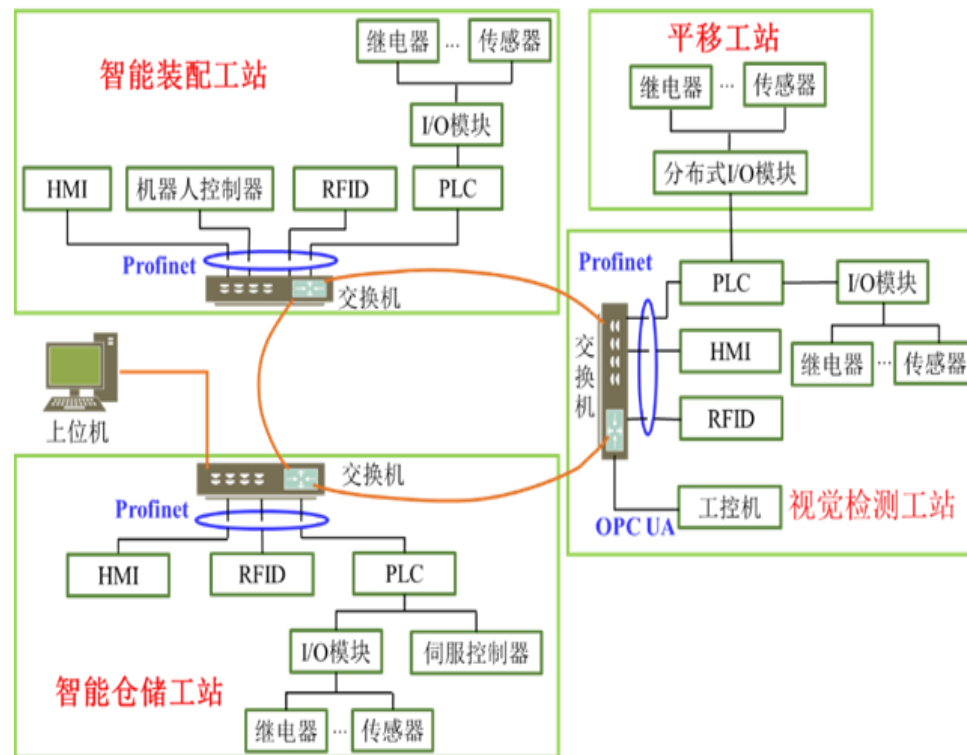 智能装配工站
继电器 ... 传感器
I/O模块
HMI
机器人控制器
RFID
PLC
Profinet
交换机
平移工站
继电器 ... 传感器
分布式I/O模块
Profinet
PLC
I/O模块
交换机
HMI
继电器 ... 传感器
RFID
工控机
OPC UA
视觉检测工站
上位机
交换机
Profinet
HMI
RFID
PLC
I/O模块
伺服控制器
智能仓储工站
继电器 ... 传感器